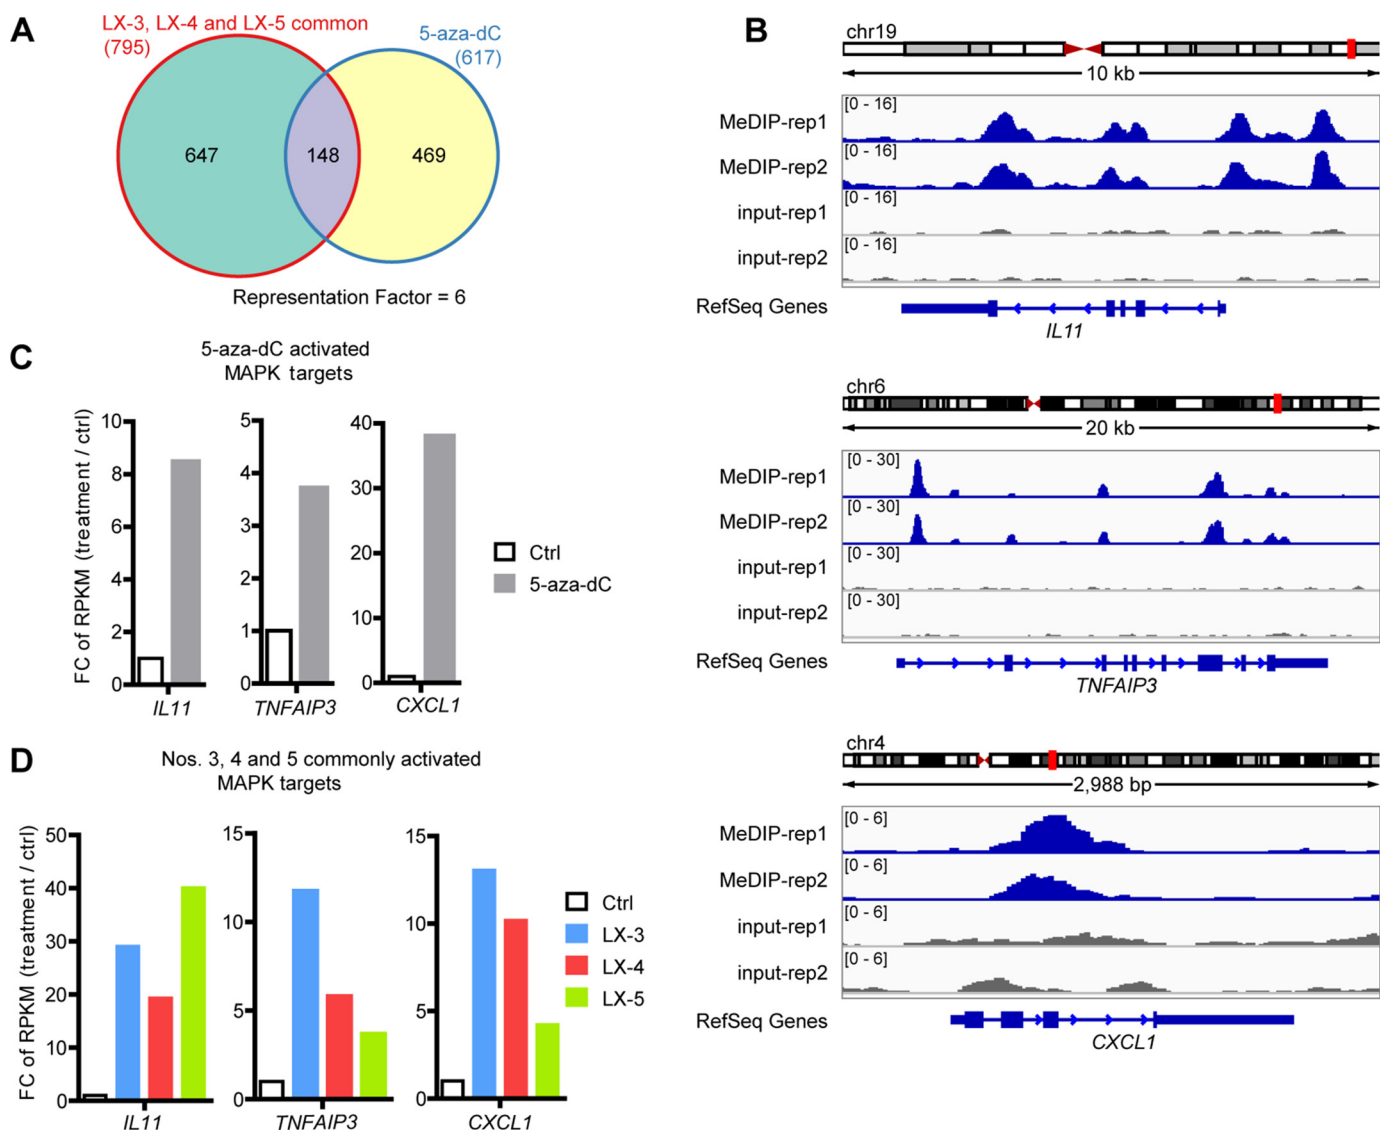 A
LX-3, LX-4 and LX-5 common
(795)
5-aza-dC
(617)
647
148
469
Representation Factor = 6
B
chr19
10 kb
[0 - 16]
MeDIP-rep1
[0 - 16]
MeDIP-rep2
[0 - 16]
input-rep1
[0 - 16]
input-rep2
RefSeq Genes
IL11
chr6
20 kb
[0 - 30]
MeDIP-rep1
[0 - 30]
MeDIP-rep2
[0 - 30]
input-rep1
[0 - 30]
input-rep2
RefSeq Genes
TNFAIP3
chr4
2,988 bp
[0 - 6]
MeDIP-rep1
[0 - 6]
MeDIP-rep2
[0 - 6]
input-rep1
[0 - 6]
input-rep2
RefSeq Genes
CXCL1
C
5-aza-dC activated
MAPK targets
FC of RPKM (treatment / ctrl)
10
8
6
4
2
0
IL11
5
4
3
2
1
0
TNFAIP3
40
30
20
10
0
CXCL1
Ctrl
5-aza-dC
D
Nos. 3, 4 and 5 commonly activated
MAPK targets
FC of RPKM (treatment / ctrl)
50
40
30
20
10
0
IL11
15
10
5
0
TNFAIP3
15
10
5
0
CXCL1
Ctrl
LX-3
LX-4
LX-5